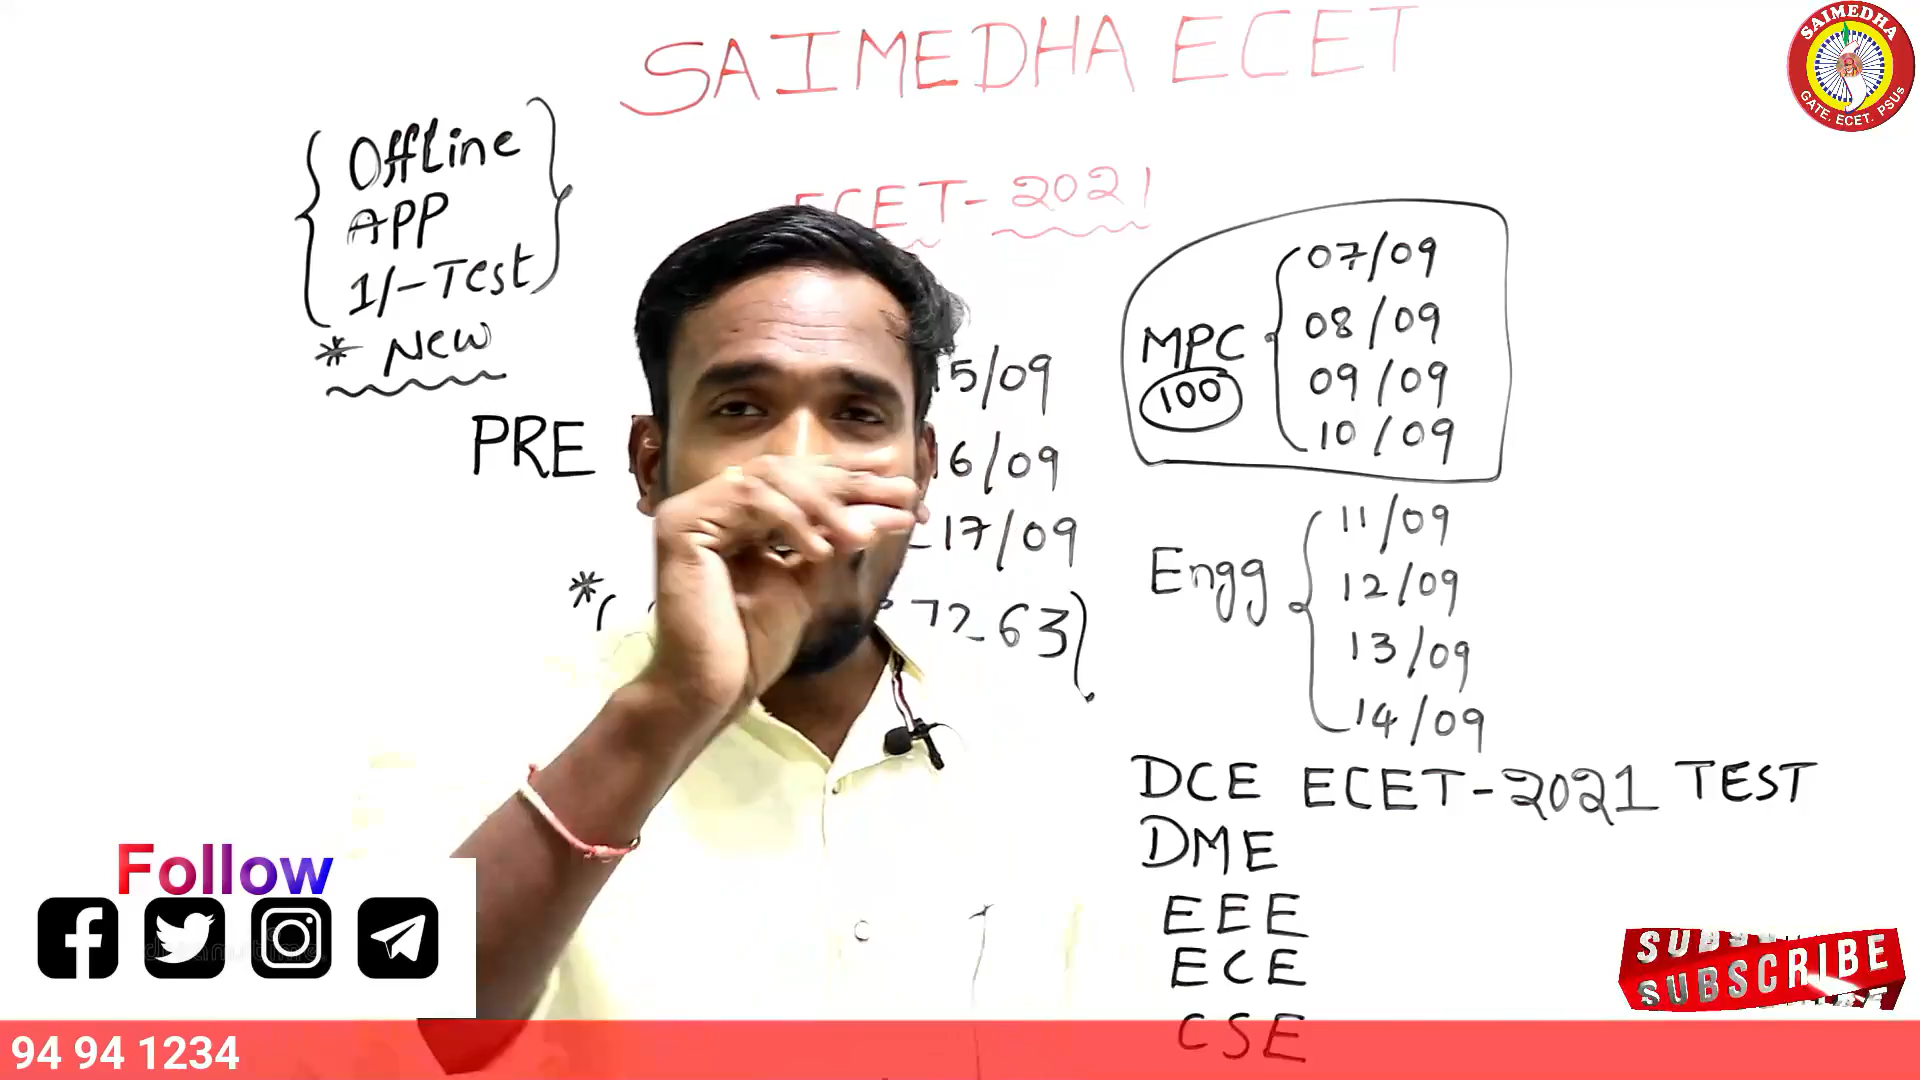 SAIMEDHA ECET
SAIMEDHA
GATE. ECET. PSUs
ECET-2021
{ Offline }
APP
1/-Test
* New
PRE
15/09
16/09
17/09
*(
72 63)
MPC
100
07/09
08/09
09/09
10/09
Engg
11/09
12/09
13/09
14/09
DCE ECET-2021 TEST
DME
EEE
ECE
CSE
Follow
SUBSCRIBE
94 94 1234